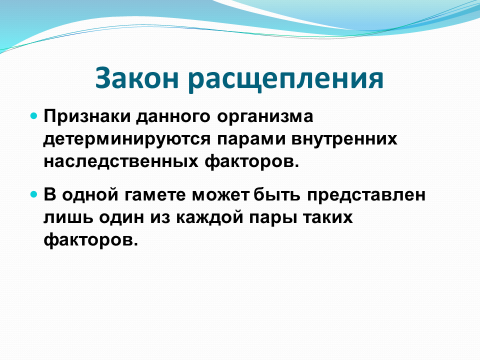 Закон расщепления
Признаки данного организма
детерминируются парами внутренних
наследственных факторов.
В одной гамете может быть представлен
лишь один из каждой пары таких
факторов.